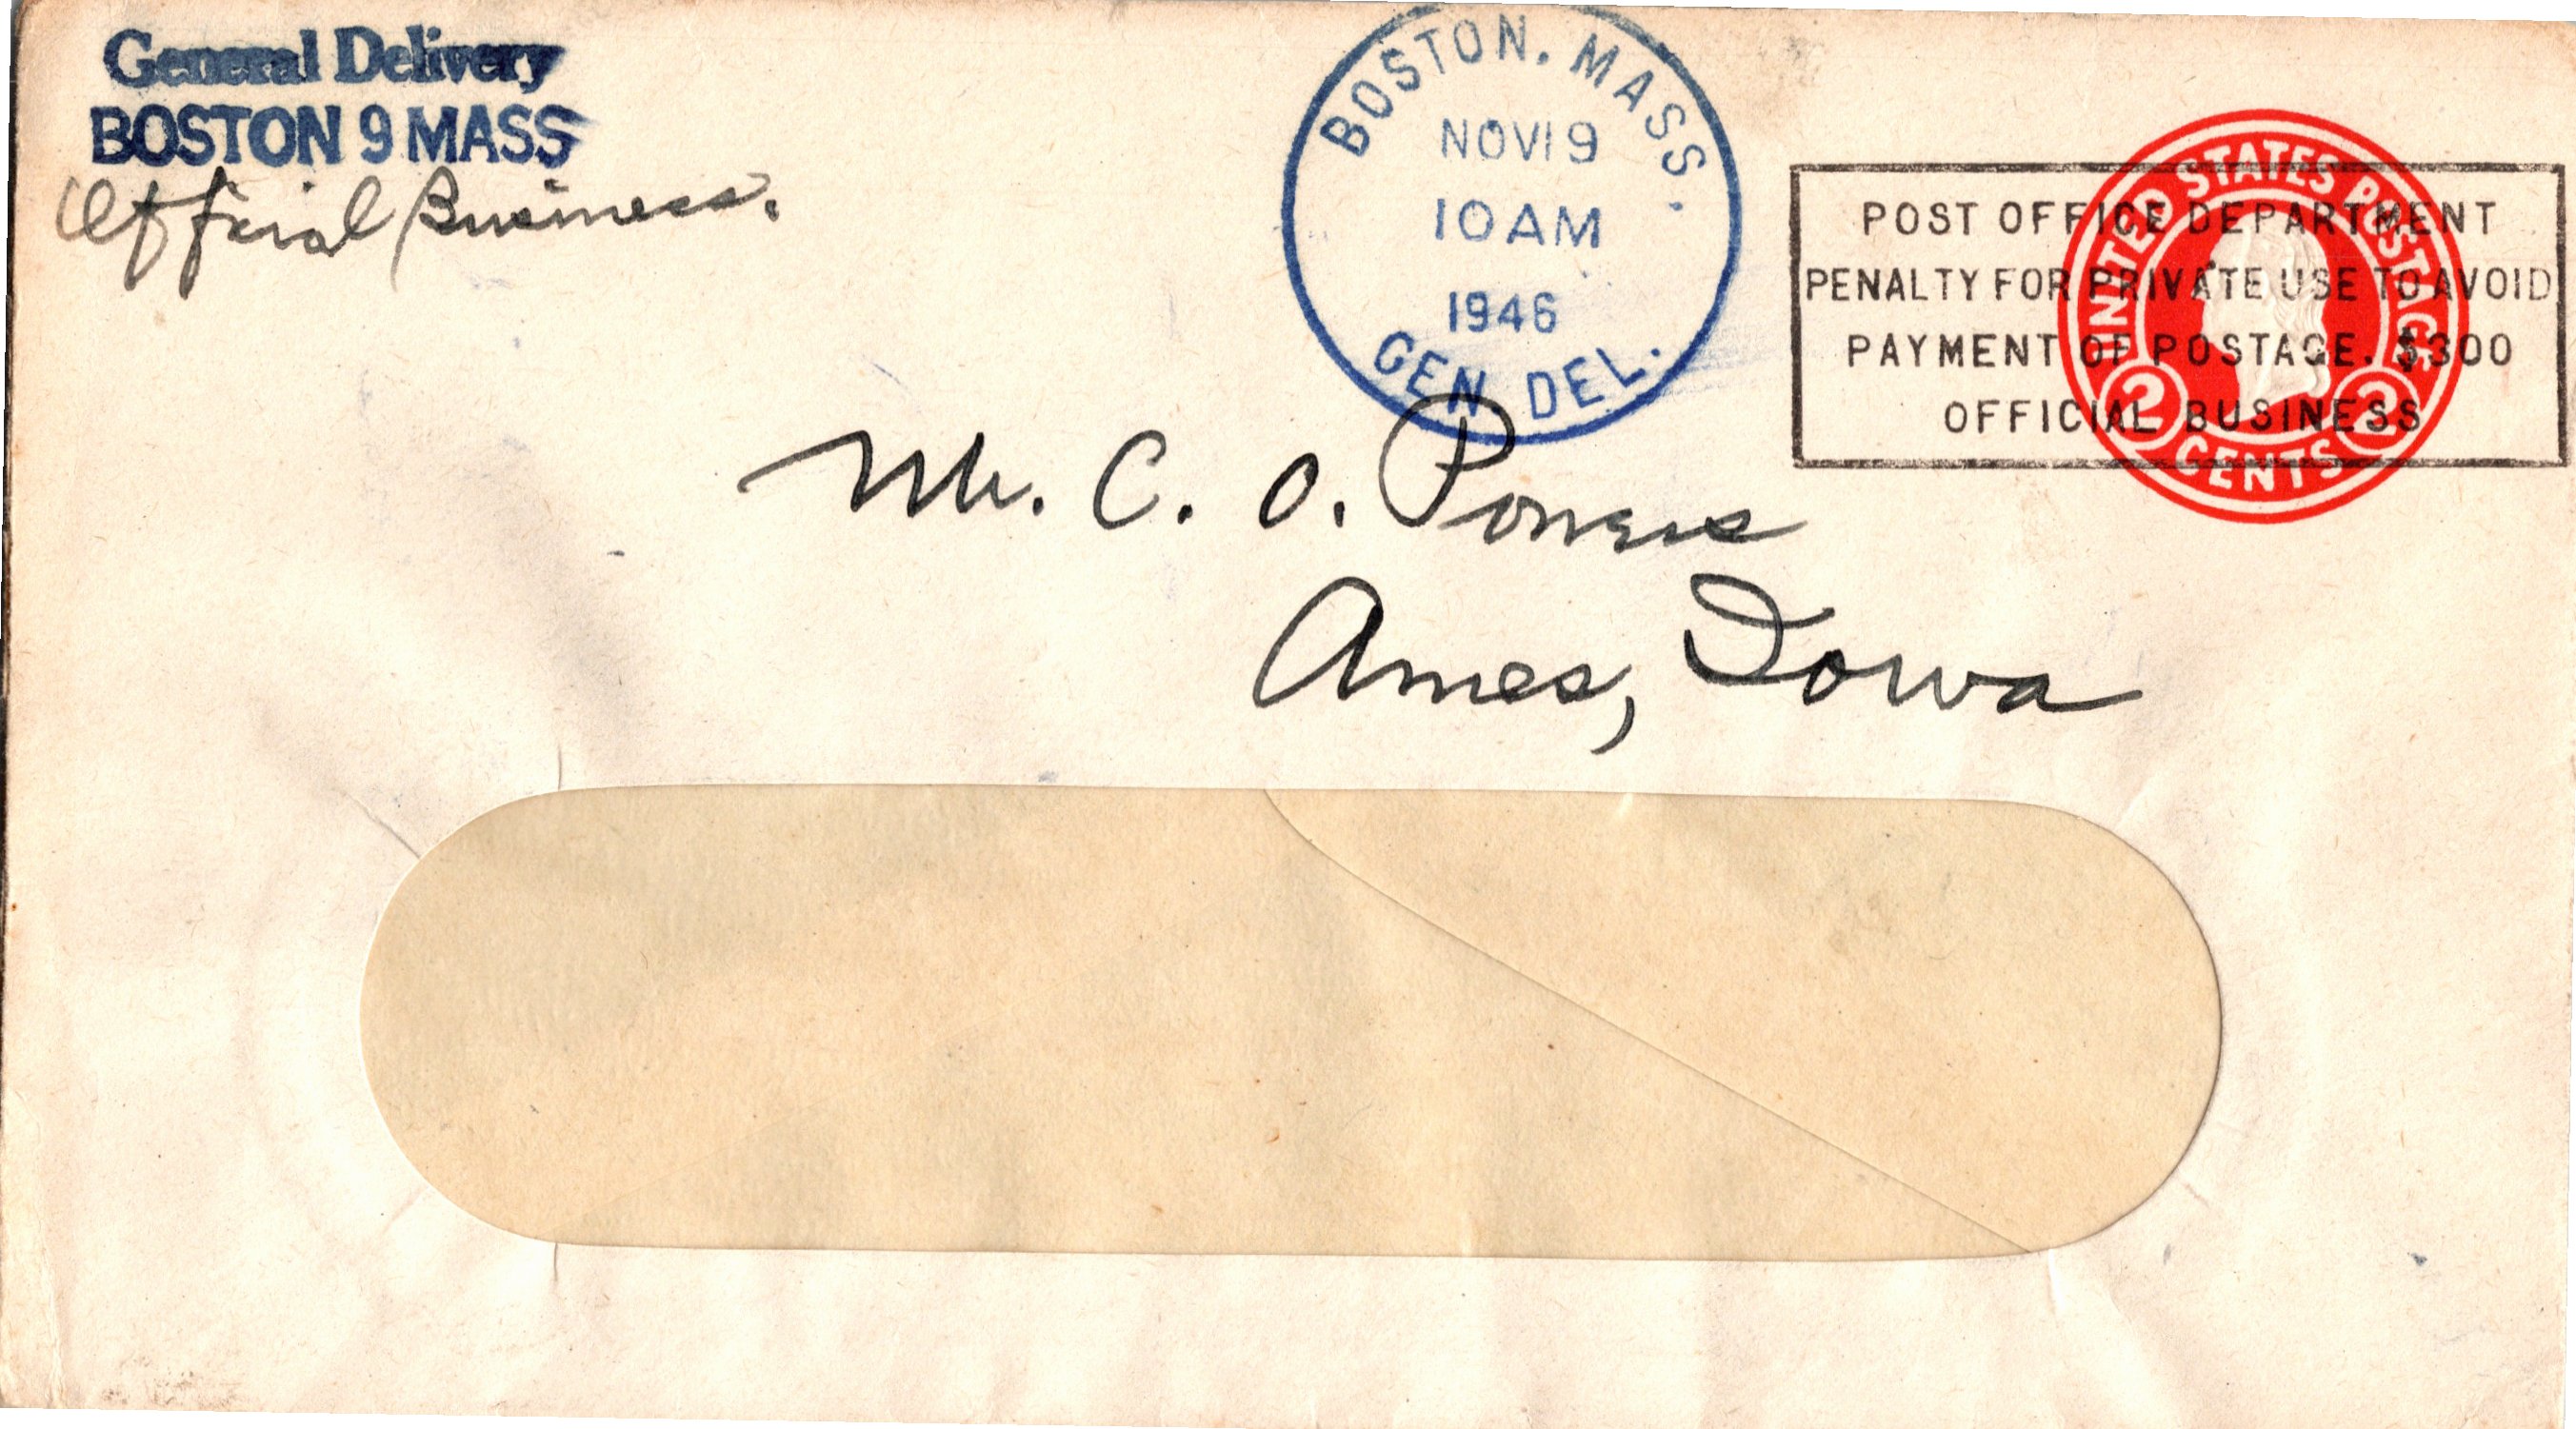 General Delivery
BOSTON 9 MASS
Official Business.
BOSTON, MASS.
NOV 19
10 AM
1946
GEN. DEL.
POST OFFICE DEPARTMENT
PENALTY FOR PRIVATE USE TO AVOID
PAYMENT OF POSTAGE. $300
OFFICIAL BUSINESS
UNITED STATES POSTAGE
2 2
CENTS
Mr. C. O. Powers
Ames, Iowa